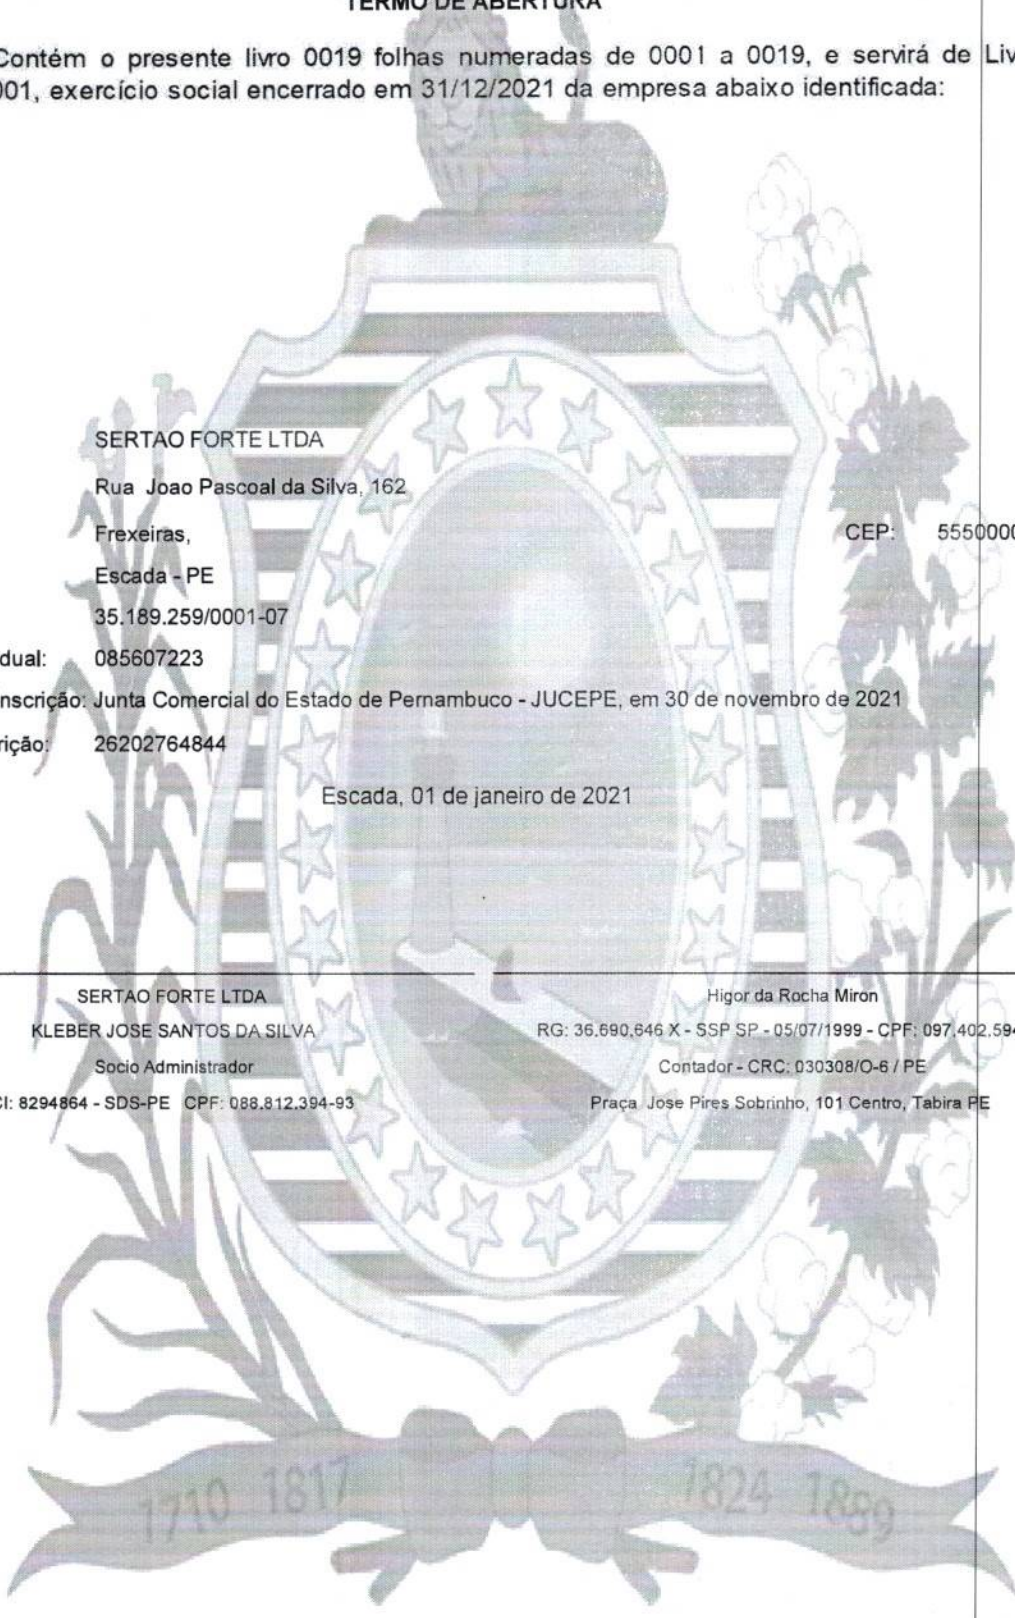 TERMO DE ABERTURA
Contém o presente livro 0019 folhas numeradas de 0001 a 0019, e servirá de Liv
001, exercício social encerrado em 31/12/2021 da empresa abaixo identificada:
SERTAO FORTE LTDA
Rua Joao Pascoal da Silva, 162
Frexeiras, CEP: 5550000
Escada - PE
35.189.259/0001-07
dual: 085607223
nscrição: Junta Comercial do Estado de Pernambuco - JUCEPE, em 30 de novembro de 2021
rição: 26202764844
Escada, 01 de janeiro de 2021
SERTAO FORTE LTDA Higor da Rocha Miron
KLEBER JOSE SANTOS DA SILVA RG: 36.690,646 X - SSP SP - 05/07/1999 - CPF: 097.402.594
Socio Administrador Contador - CRC: 030308/O-6 / PE
CI: 8294864 - SDS-PE CPF: 088.812.394-93 Praça Jose Pires Sobrinho, 101 Centro, Tabira PE
1710 1817 1824 1889